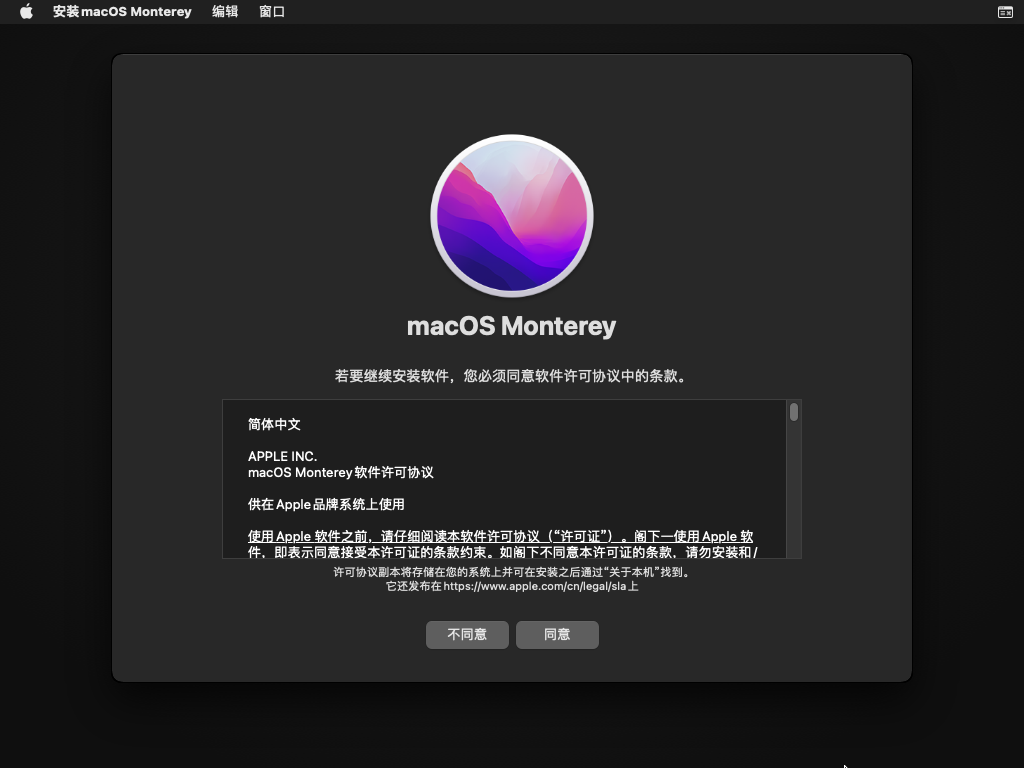 安装macOS Monterey 编辑 窗口
macOS Monterey
若要继续安装软件，您必须同意软件许可协议中的条款。
简体中文
APPLE INC.
macOS Monterey软件许可协议
供在Apple品牌系统上使用
使用Apple 软件之前，请仔细阅读本软件许可协议（“许可证”）。阁下一使用Apple 软
件，即表示同意接受本许可证的条款约束。如阁下不同意本许可证的条款，请勿安装和/
许可协议副本将存储在您的系统上并可在安装之后通过“关于本机”找到。
它还发布在https://www.apple.com/cn/legal/sla上
不同意 同意